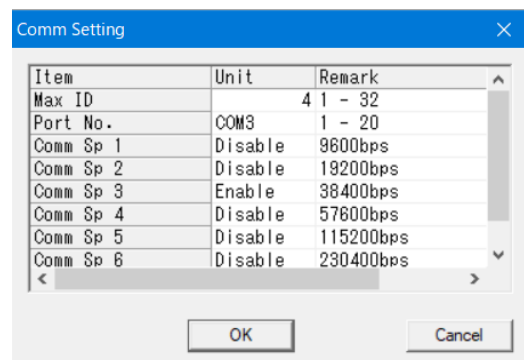 Comm Setting
Item Unit Remark
Max ID 4 1 - 32
Port No. COM3 1 - 20
Comm Sp 1 Disable 9600bps
Comm Sp 2 Disable 19200bps
Comm Sp 3 Enable 38400bps
Comm Sp 4 Disable 57600bps
Comm Sp 5 Disable 115200bps
Comm Sp 6 Disable 230400bps
OK Cancel